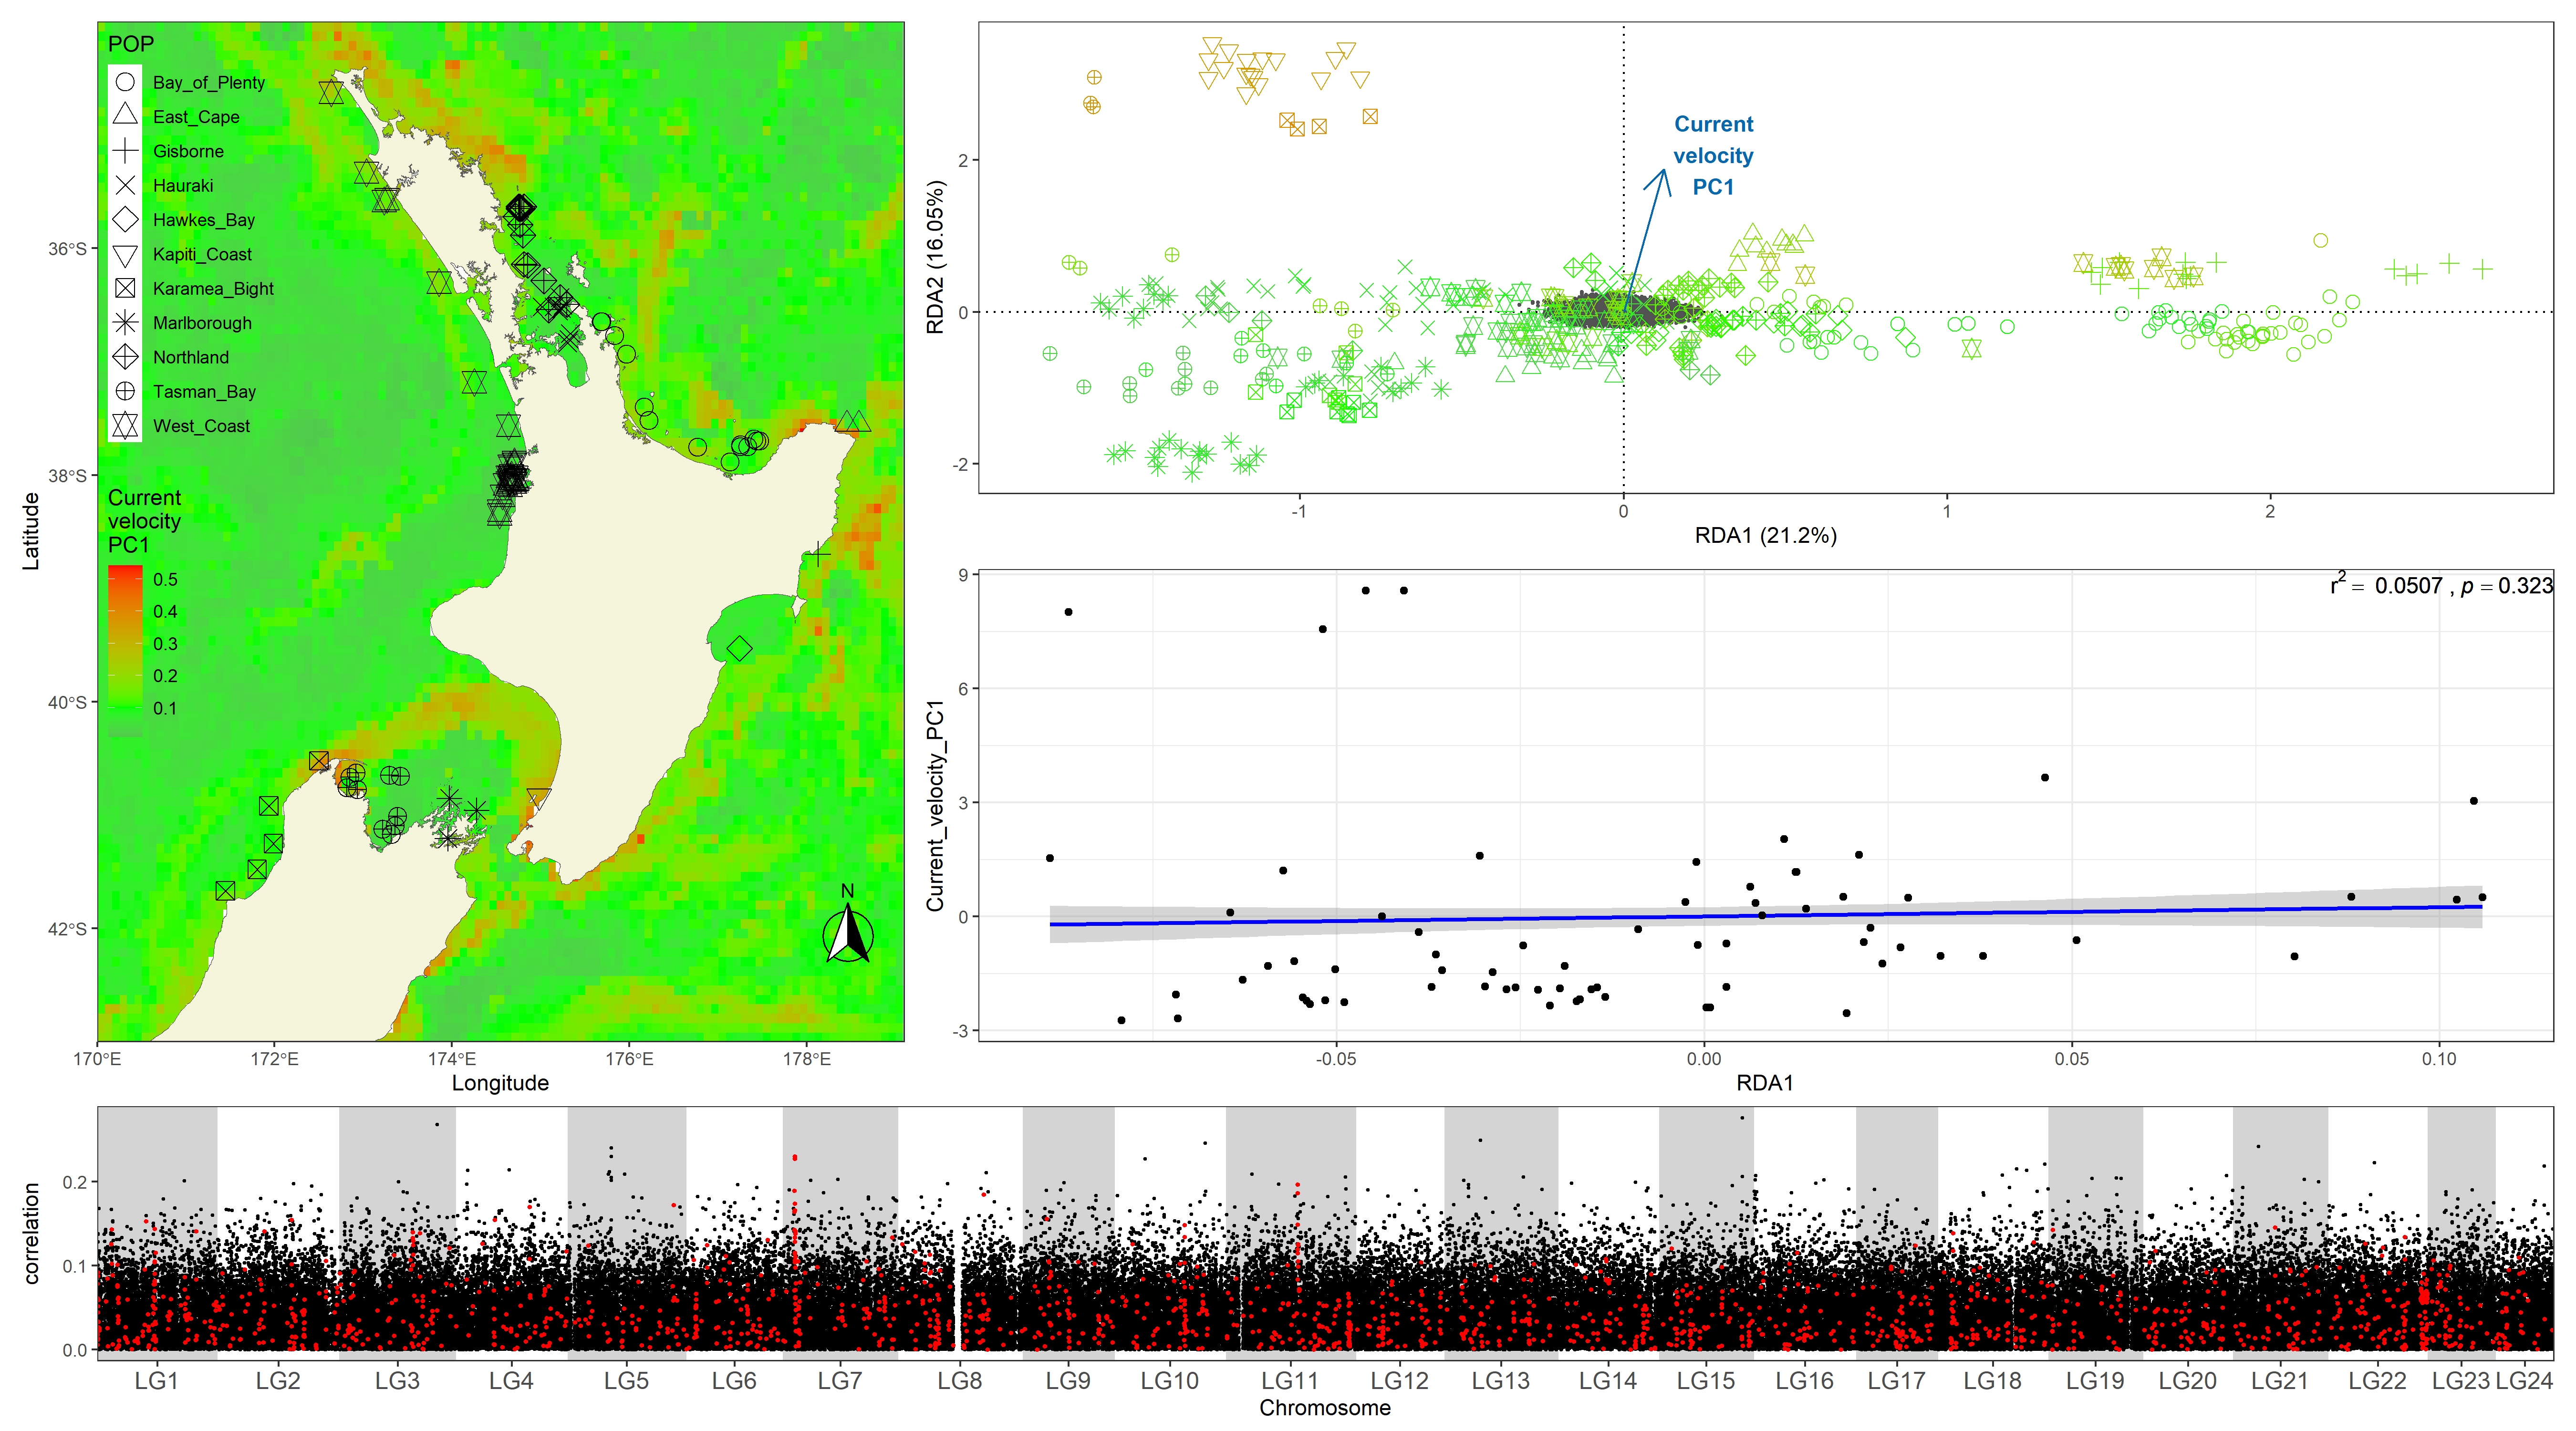 POP
Bay_of_Plenty
East_Cape
Gisborne
Hauraki
Hawkes_Bay
Kapiti_Coast
Karamea_Bight
Marlborough
Northland
Tasman_Bay
West_Coast
Current
velocity
PC1
0.5
0.4
0.3
0.2
0.1
N
Latitude
36°S
38°S
40°S
42°S
170°E 172°E 174°E 176°E 178°E
Longitude
Current
velocity
PC1
RDA2 (16.05%)
2
0
-2
-1 0 1 2
RDA1 (21.2%)
r2 = 0.0507 , p = 0.323
Current_velocity_PC1
9
6
3
0
-3
-0.05 0.00 0.05 0.10
RDA1
correlation
0.2
0.1
0.0
LG1 LG2 LG3 LG4 LG5 LG6 LG7 LG8 LG9 LG10 LG11 LG12 LG13 LG14 LG15 LG16 LG17 LG18 LG19 LG20 LG21 LG22 LG23 LG24
Chromosome